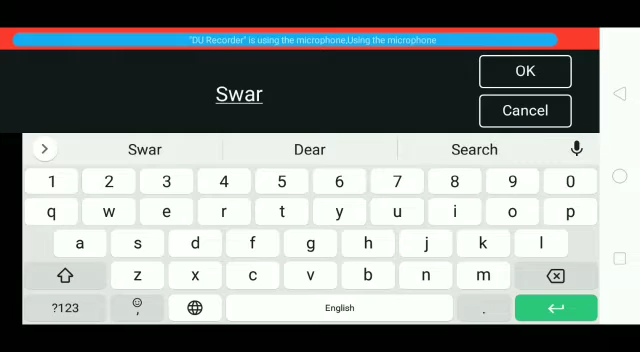 "DU Recorder" is using the microphone,Using the microphone
OK
Swar
Cancel
Swar Dear Search
1 2 3 4 5 6 7 8 9 0
q w e r t y u i o p
a s d f g h j k l
z x c v b n m
?123 , English .